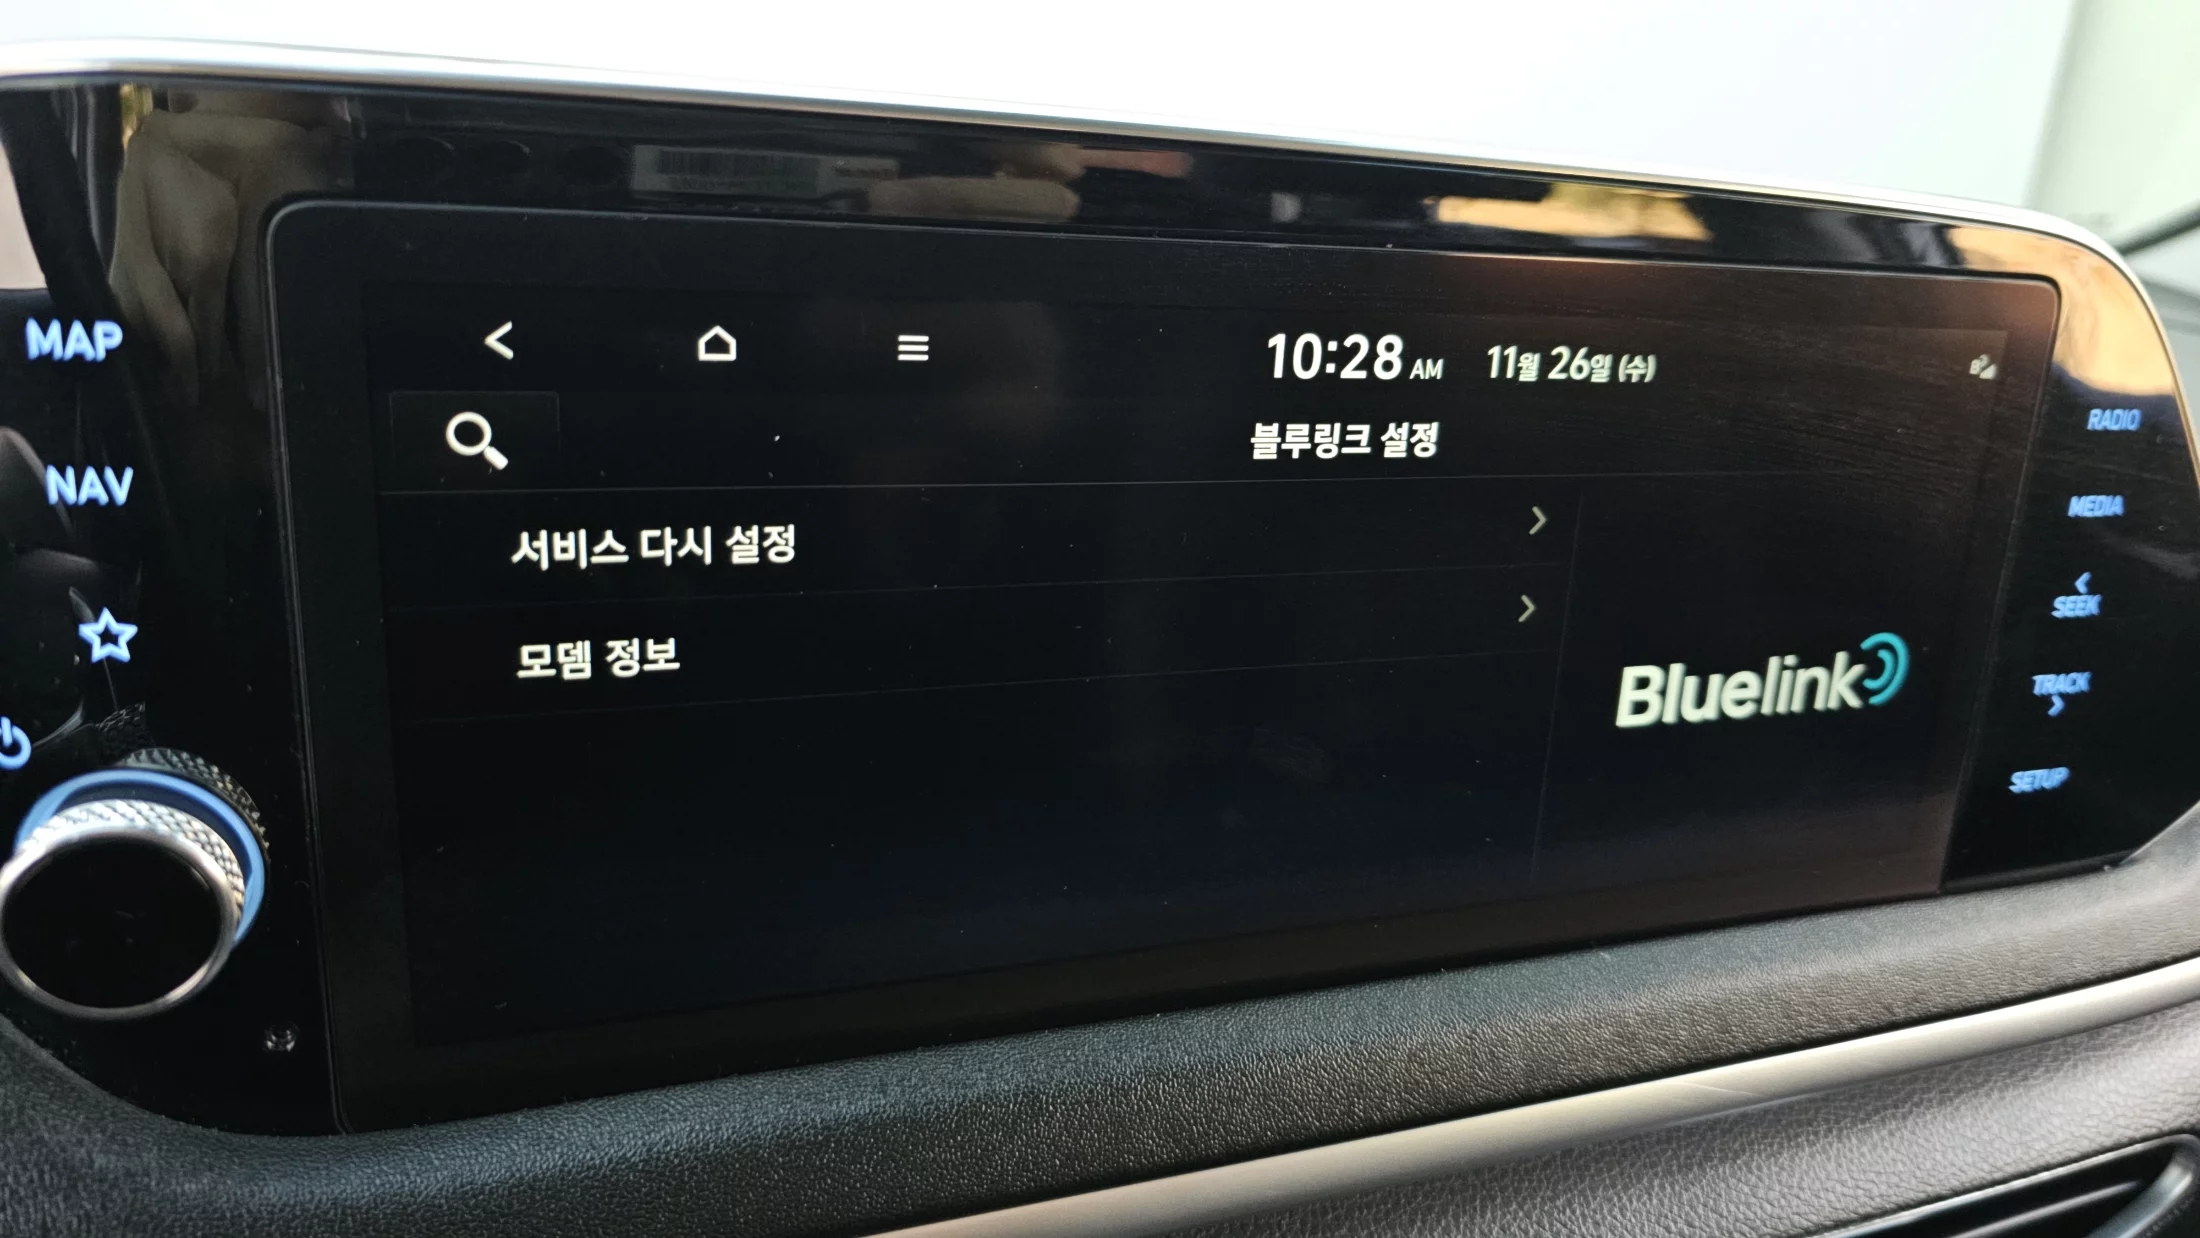 MAP
NAV
10:28 AM 11월 26일 (수)
블루링크 설정
서비스 다시 설정
모뎀 정보
Bluelink
RADIO
MEDIA
SEEK
TRACK
SETUP